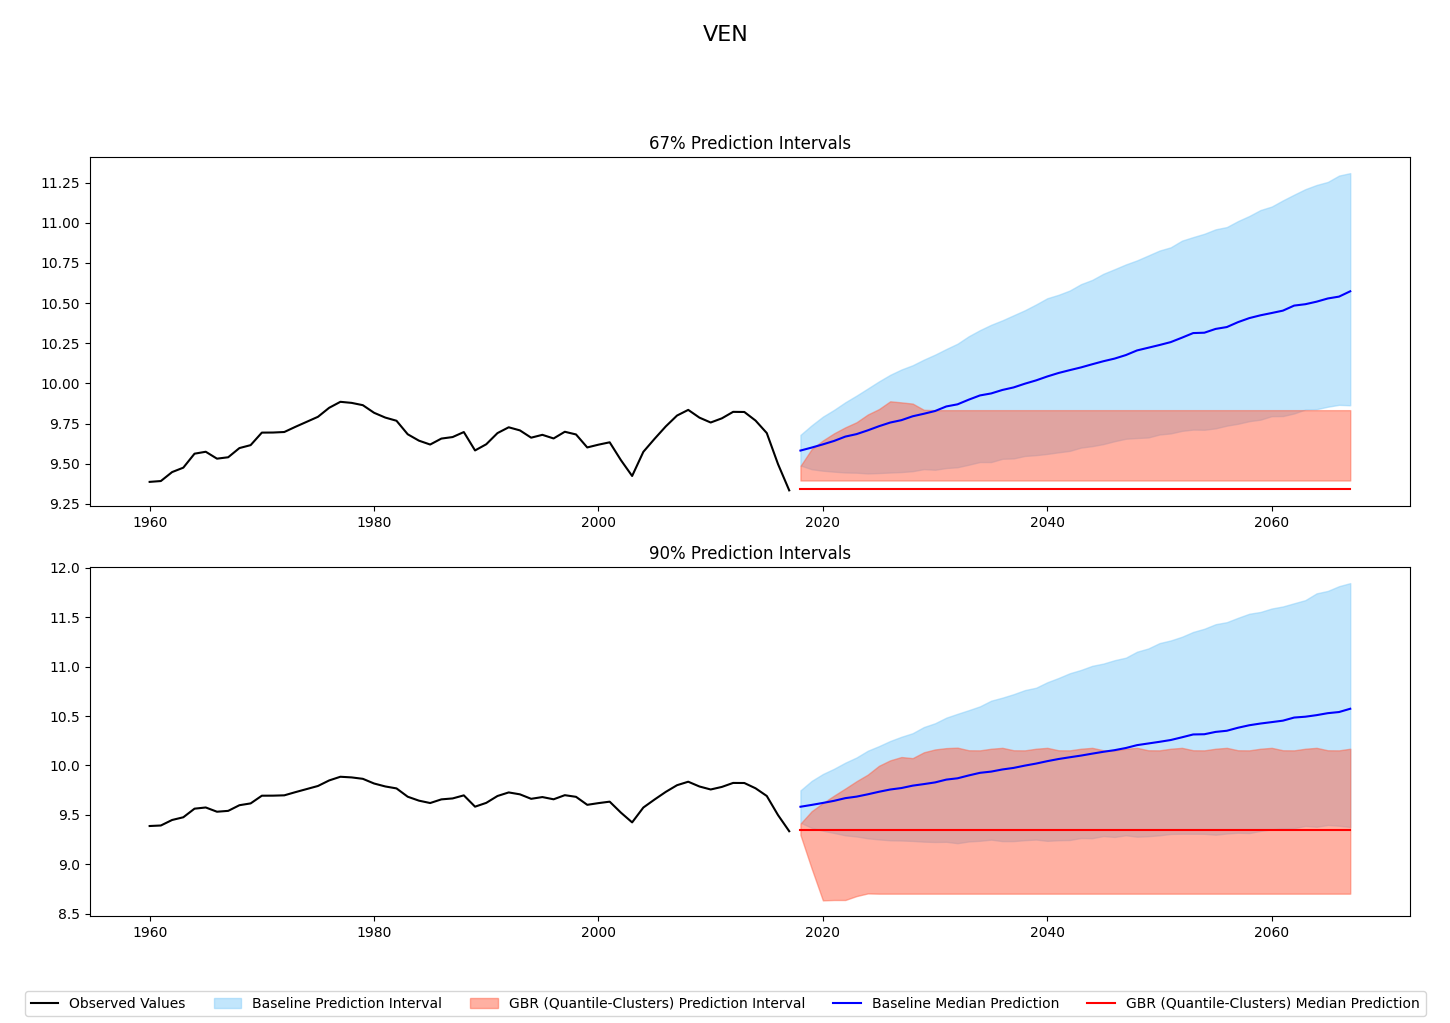 VEN
67% Prediction Intervals
11.25
11.00
10.75
10.50
10.25
10.00
9.75
9.50
9.25
1960 1980 2000 2020 2040 2060
90% Prediction Intervals
12.0
11.5
11.0
10.5
10.0
9.5
9.0
8.5
1960 1980 2000 2020 2040 2060
Observed Values Baseline Prediction Interval GBR (Quantile-Clusters) Prediction Interval Baseline Median Prediction GBR (Quantile-Clusters) Median Prediction